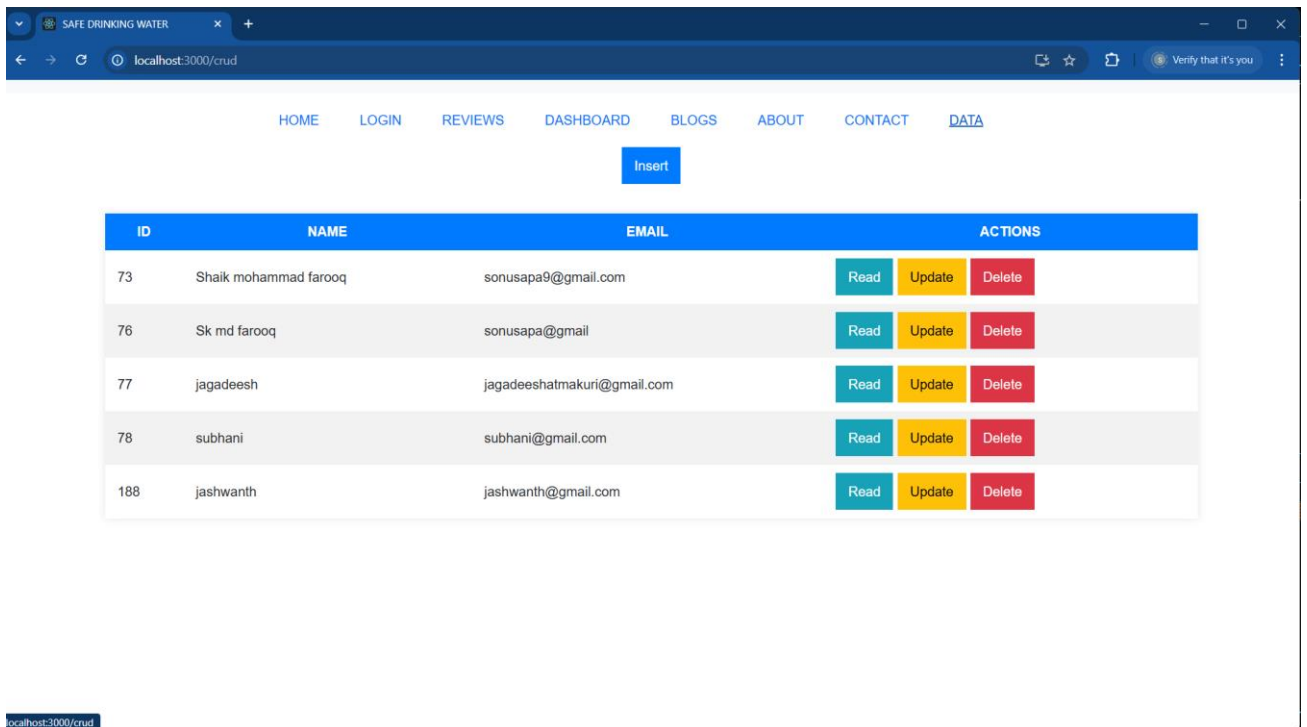 SAFE DRINKING WATER
localhost:3000/crud
Verify that it's you
HOME LOGIN REVIEWS DASHBOARD BLOGS ABOUT CONTACT DATA
Insert
ID NAME EMAIL ACTIONS
73 Shaik mohammad farooq sonusapa9@gmail.com Read Update Delete
76 Sk md farooq sonusapa@gmail Read Update Delete
77 jagadeesh jagadeeshatmakuri@gmail.com Read Update Delete
78 subhani subhani@gmail.com Read Update Delete
188 jashwanth jashwanth@gmail.com Read Update Delete
localhost:3000/crud